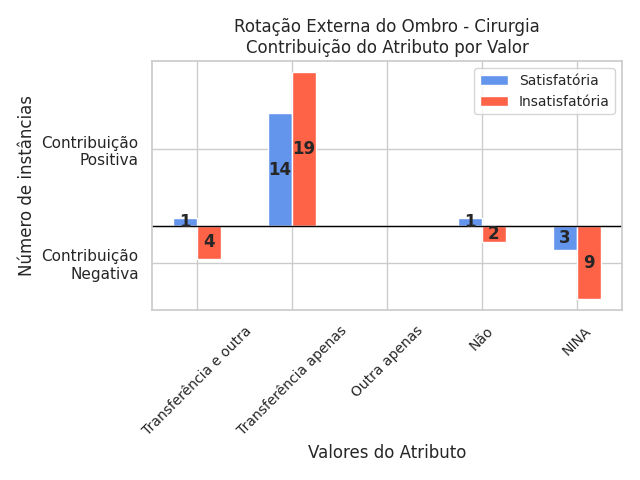 Rotação Externa do Ombro - Cirurgia
Contribuição do Atributo por Valor
Satisfatória
Insatisfatória
Número de instâncias
Contribuição
Positiva
Contribuição
Negativa
1
4
14
19
1
2
3
9
Transferência e outra
Transferência apenas
Outra apenas
Não
NINA
Valores do Atributo